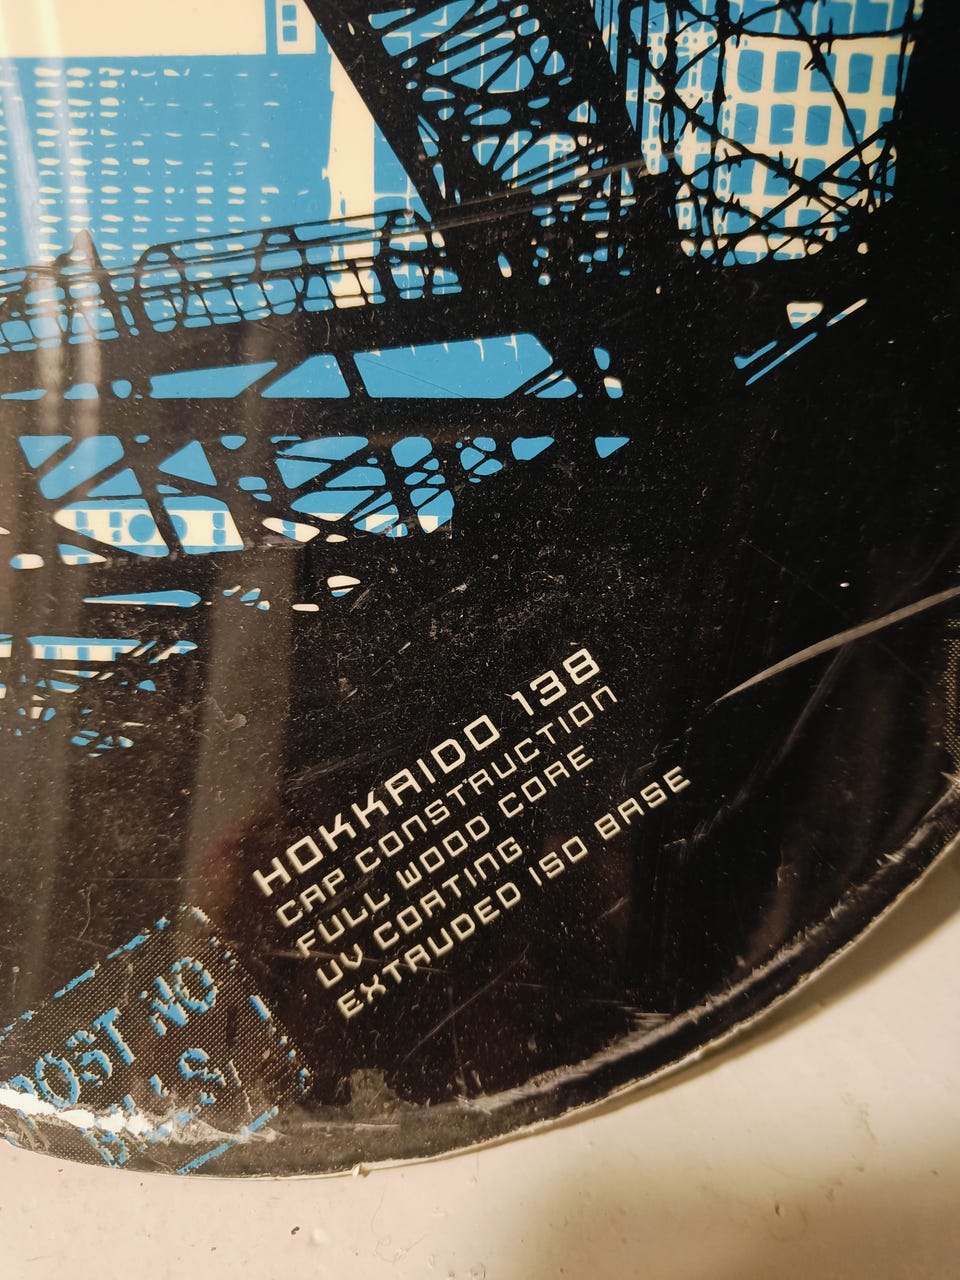 HOKKAIDO 138
CAP CONSTRUCTION
FULL WOOD CORE
UV COATING
EXTRUDED ISO BASE
POST NO